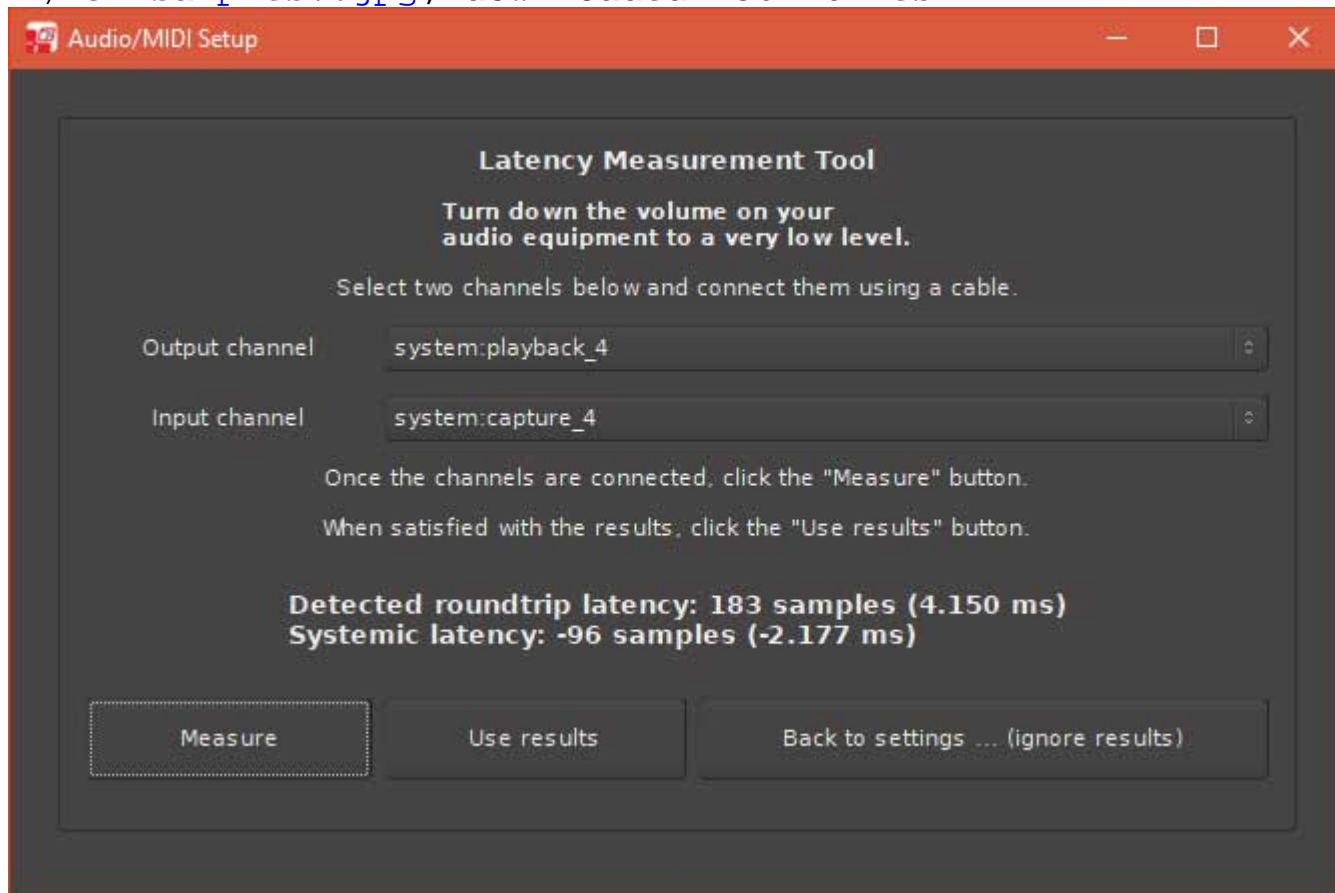 Audio/MIDI Setup
Latency Measurement Tool
Turn down the volume on your
audio equipment to a very low level.
Select two channels below and connect them using a cable.
Output channel system:playback_4
Input channel system:capture_4
Once the channels are connected, click the "Measure" button.
When satisfied with the results, click the "Use results" button.
Detected roundtrip latency: 183 samples (4.150 ms)
Systemic latency: -96 samples (-2.177 ms)
Measure Use results Back to settings ... (ignore results)